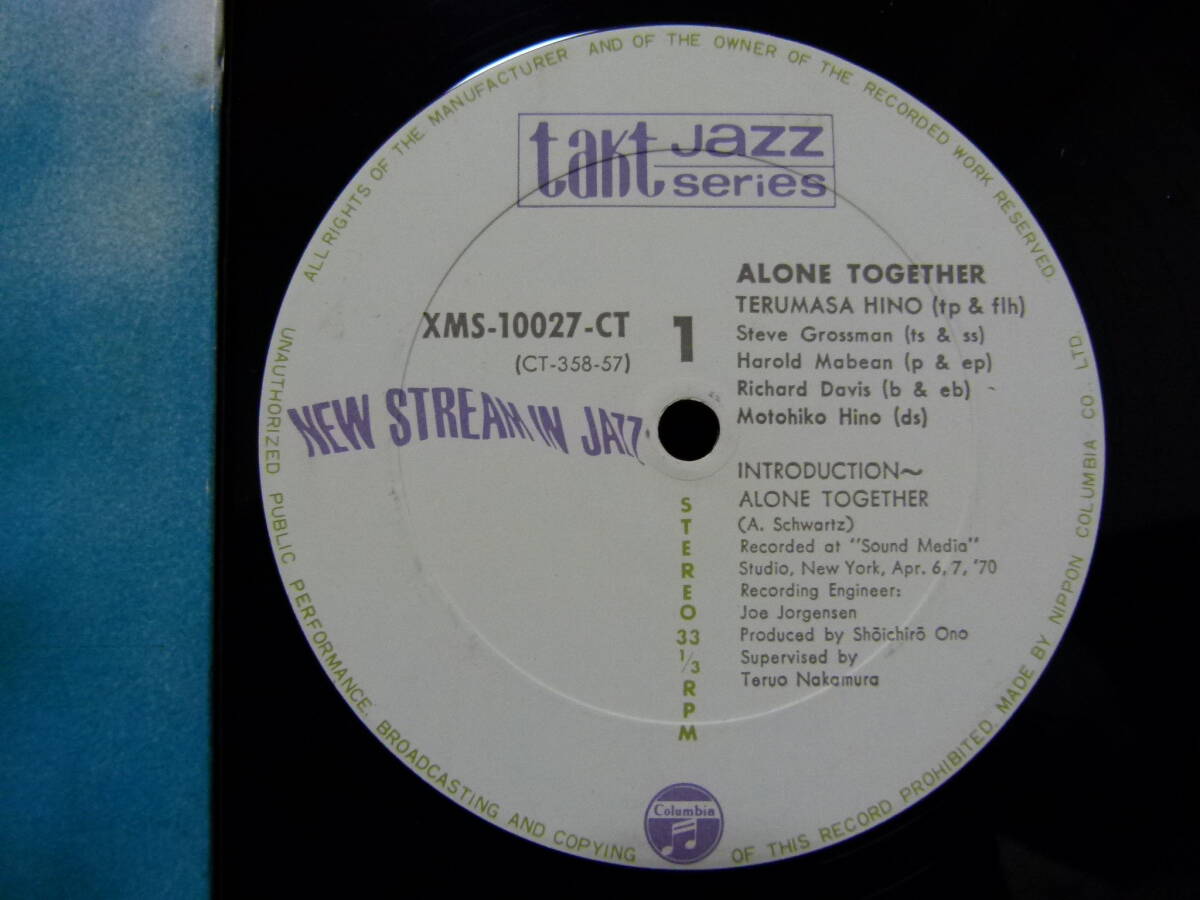 ALL RIGHTS OF THE MANUFACTURER AND OF THE OWNER OF THE RECORDED WORK RESERVED.
takt jazz
series
XMS-10027-CT
(CT-358-57)
1
NEW STREAM IN JAZZ
ALONE TOGETHER
TERUMASA HINO (tp & flh)
Steve Grossman (ts & ss)
Harold Mabean (p & ep)
Richard Davis (b & eb)
Motohiko Hino (ds)
INTRODUCTION~
ALONE TOGETHER
(A. Schwartz)
Recorded at "Sound Media"
Studio, New York, Apr. 6, 7, '70
Recording Engineer:
Joe Jorgensen
Produced by Shōichirō Ono
Supervised by
Teruo Nakamura
STEREO 33 1/3 RPM
Columbia
UNAUTHORIZED PUBLIC PERFORMANCE, BROADCASTING AND COPYING OF THIS RECORD PROHIBITED. MADE BY NIPPON COLUMBIA CO., LTD.